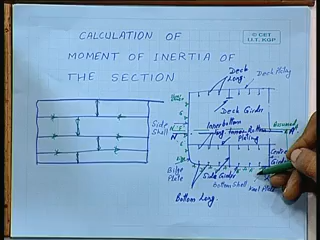 © CET
I.I.T. KGP
CALCULATION OF
MOMENT OF INERTIA OF
THE SECTION
Deck Long.
Deck Plating
Deck Girder
Side Shell
Inner bottom Long.
Inner Bottom Plating
N
A
Bilge Plate
Side Girder
Bottom Shell
Keel Plate
Bottom Long.